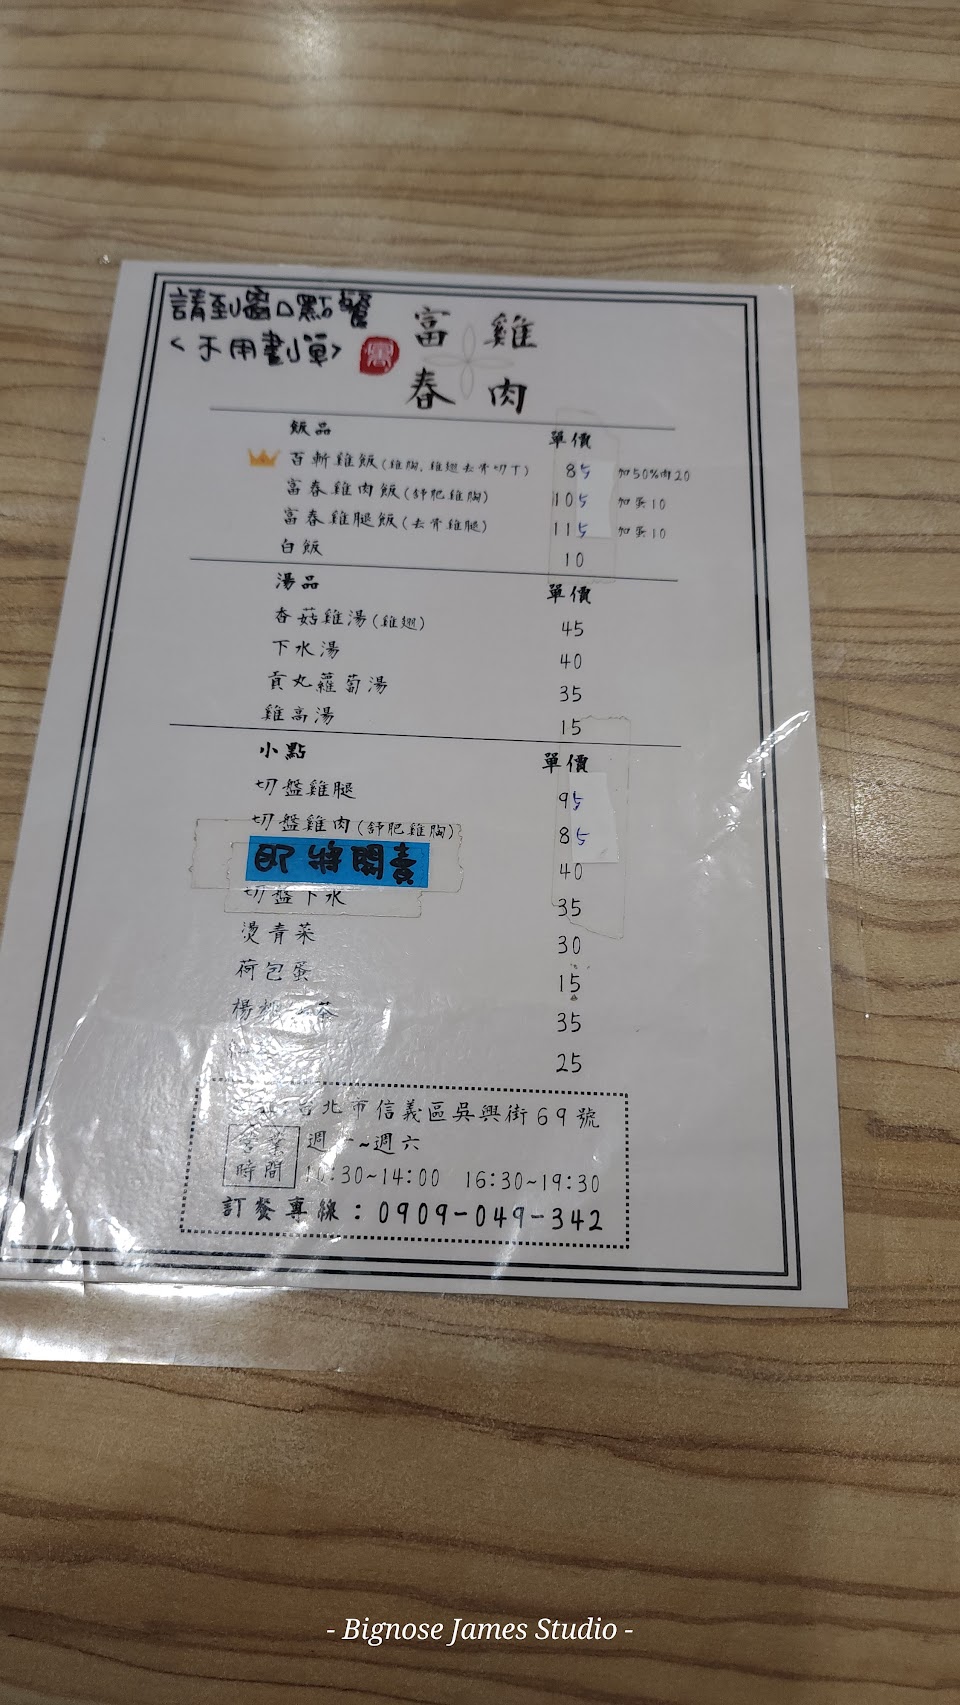 請到窗口點餐
<不用劃單>
富春 雞肉
飯品 單價
百斬雞飯(雞胸,雞翅去骨切丁) 85 加50%肉20
富春雞肉飯(舒肥雞胸) 105 加蛋10
富春雞腿飯(去骨雞腿) 115 加蛋10
白飯 10
湯品 單價
香菇雞湯(雞翅) 45
下水湯 40
貢丸蘿蔔湯 35
雞高湯 15
小點 單價
切盤雞腿 95
切盤雞肉(舒肥雞胸) 85
即將開賣 40
切盤下水 35
燙青菜 30
荷包蛋 15
楊 茶 35
25
台北市信義區吳興街69號
營業時間 週一~週六
10:30~14:00 16:30~19:30
訂餐專線:0909-049-342
- Bignose James Studio -